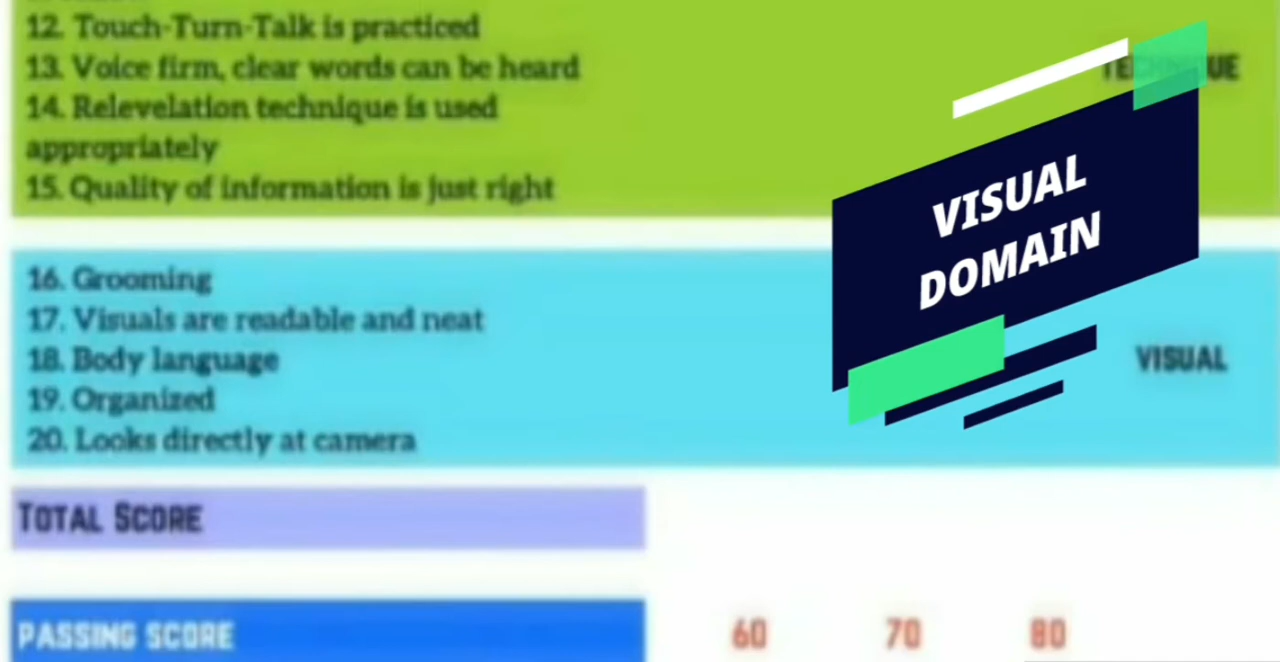 12. Touch-Turn-Talk is practiced
13. Voice firm, clear words can be heard
14. Relevelation technique is used
appropriately
15. Quality of information is just right
VISUAL
DOMAIN
16. Grooming
17. Visuals are readable and neat
18. Body language
19. Organized
20. Looks directly at camera
VISUAL
TOTAL SCORE
PASSING SCORE 60 70 80